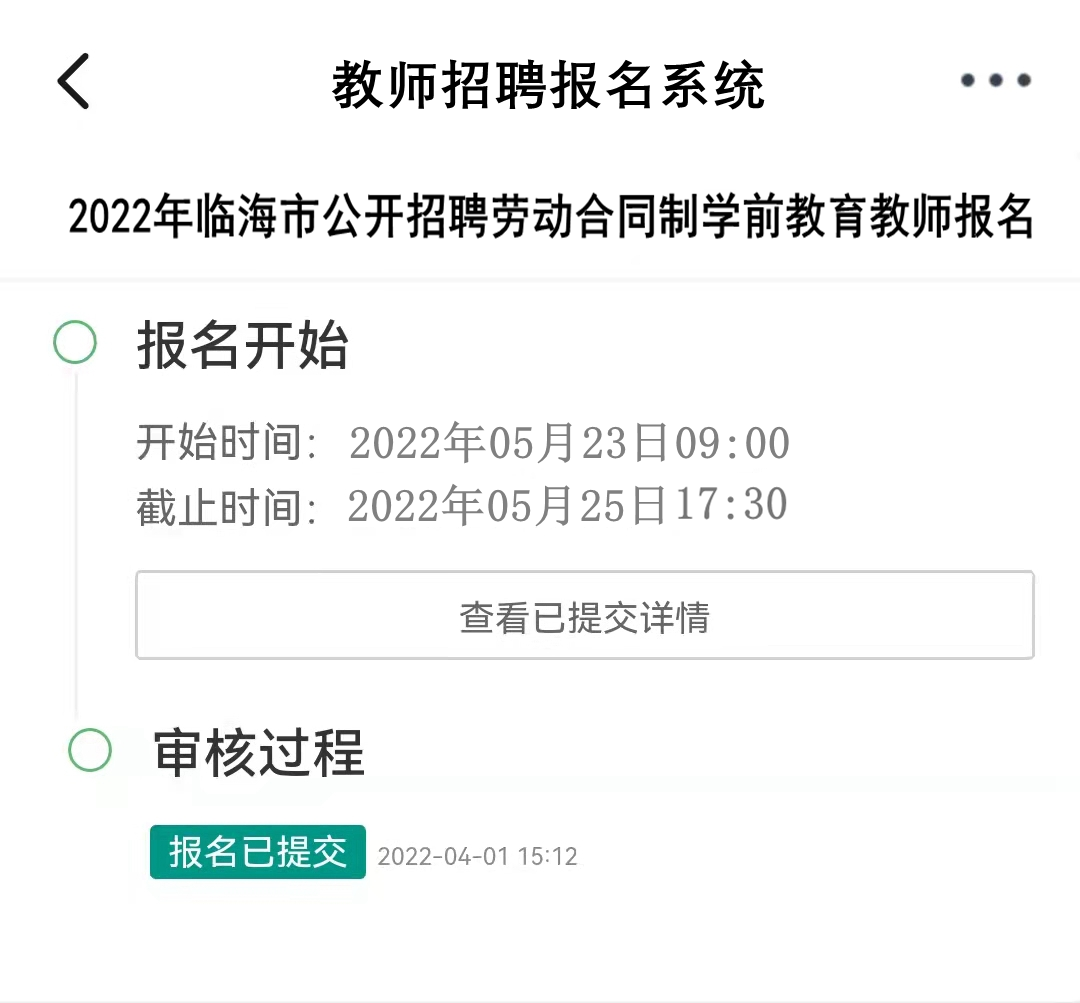 教师招聘报名系统
2022年临海市公开招聘劳动合同制学前教育教师报名
报名开始
开始时间： 2022年05月23日09:00
截止时间： 2022年05月25日17:30
查看已提交详情
审核过程
报名已提交 2022-04-01 15:12